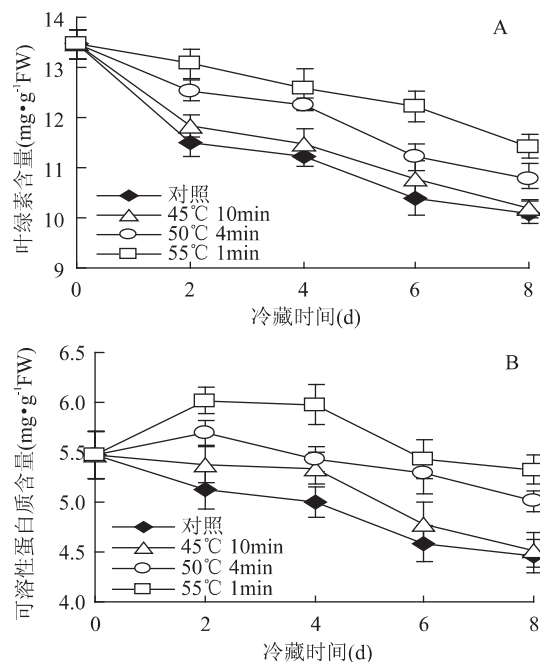 A
叶绿素含量(mg•g⁻¹FW)
14
13
12
11
10
9
对照
45℃ 10min
50℃ 4min
55℃ 1min
0 2 4 6 8
冷藏时间(d)
B
可溶性蛋白质含量(mg•g⁻¹FW)
6.5
6.0
5.5
5.0
4.5
4.0
对照
45℃ 10min
50℃ 4min
55℃ 1min
0 2 4 6 8
冷藏时间(d)